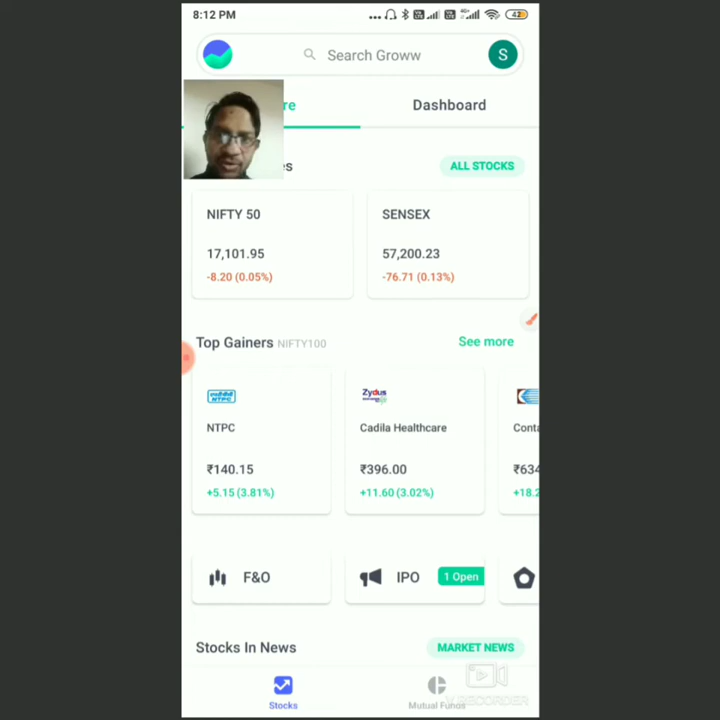 8:12 PM
42
Search Groww
S
Dashboard
ALL STOCKS
NIFTY 50
17,101.95
-8.20 (0.05%)
SENSEX
57,200.23
-76.71 (0.13%)
Top Gainers NIFTY100
See more
Zydus
NTPC
NTPC
₹140.15
+5.15 (3.81%)
Cadila Healthcare
₹396.00
+11.60 (3.02%)
₹634
+18.2
F&O
IPO
1 Open
Stocks In News
MARKET NEWS
Stocks
Mutual Funds
RECORDER